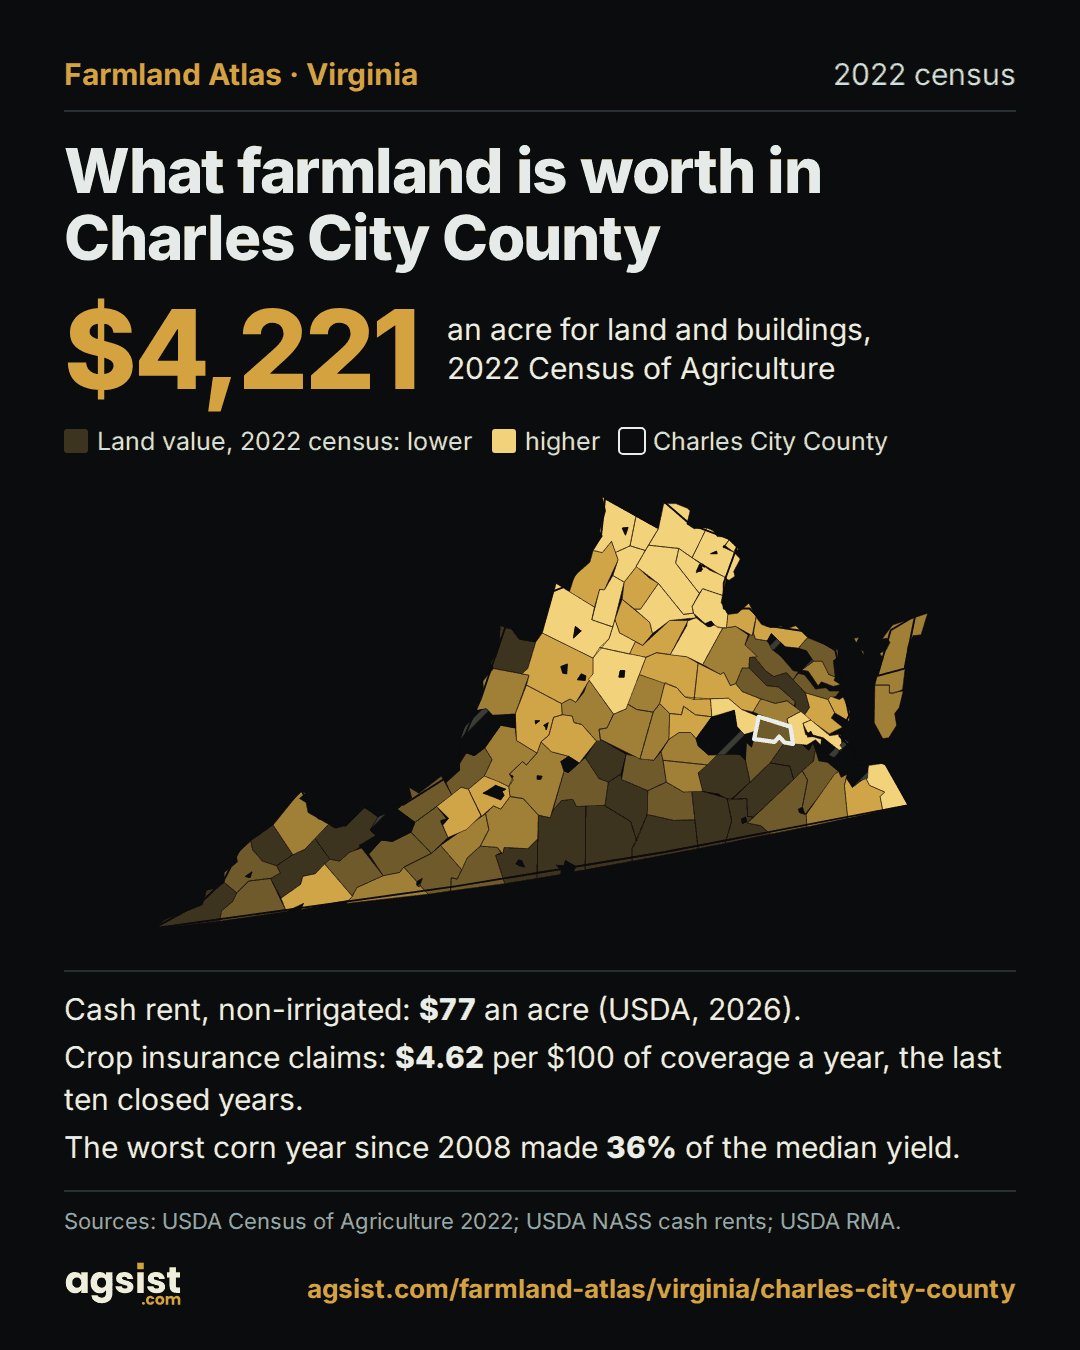 Farmland Atlas · Virginia
2022 census
What farmland is worth in
Charles City County
$4,221
an acre for land and buildings,
2022 Census of Agriculture
Land value, 2022 census: lower
higher
Charles City County
Cash rent, non-irrigated: $77 an acre (USDA, 2026).
Crop insurance claims: $4.62 per $100 of coverage a year, the last
ten closed years.
The worst corn year since 2008 made 36% of the median yield.
Sources: USDA Census of Agriculture 2022; USDA NASS cash rents; USDA RMA.
agsist
.com
agsist.com/farmland-atlas/virginia/charles-city-county